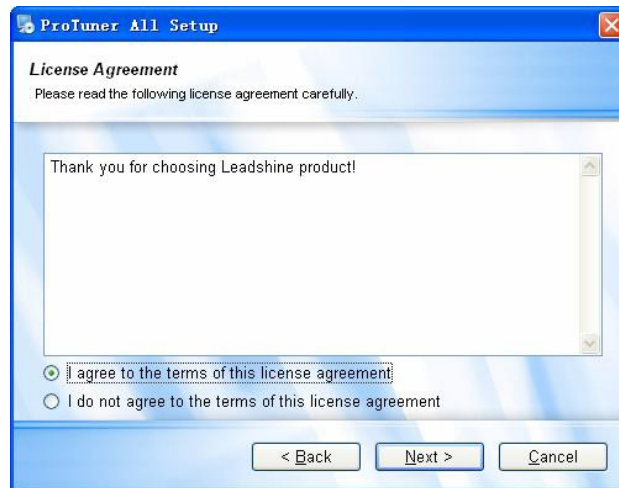 ProTuner All Setup
License Agreement
Please read the following license agreement carefully.
Thank you for choosing Leadshine product!
I agree to the terms of this license agreement
I do not agree to the terms of this license agreement
< Back Next > Cancel